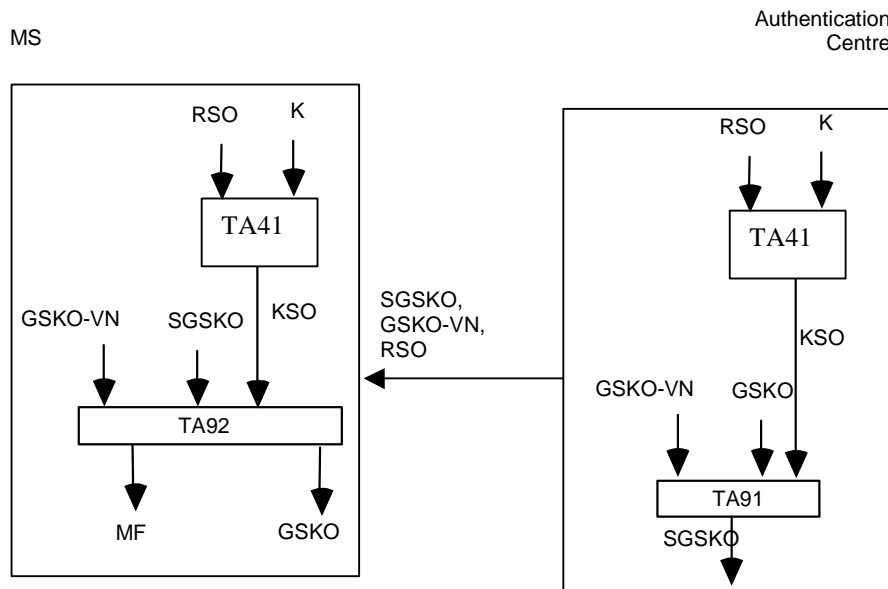 MS
Authentication
Centre
RSO
K
TA41
GSKO-VN
SGSKO
KSO
TA92
MF
GSKO
SGSKO,
GSKO-VN,
RSO
RSO
K
TA41
KSO
GSKO-VN
GSKO
TA91
SGSKO